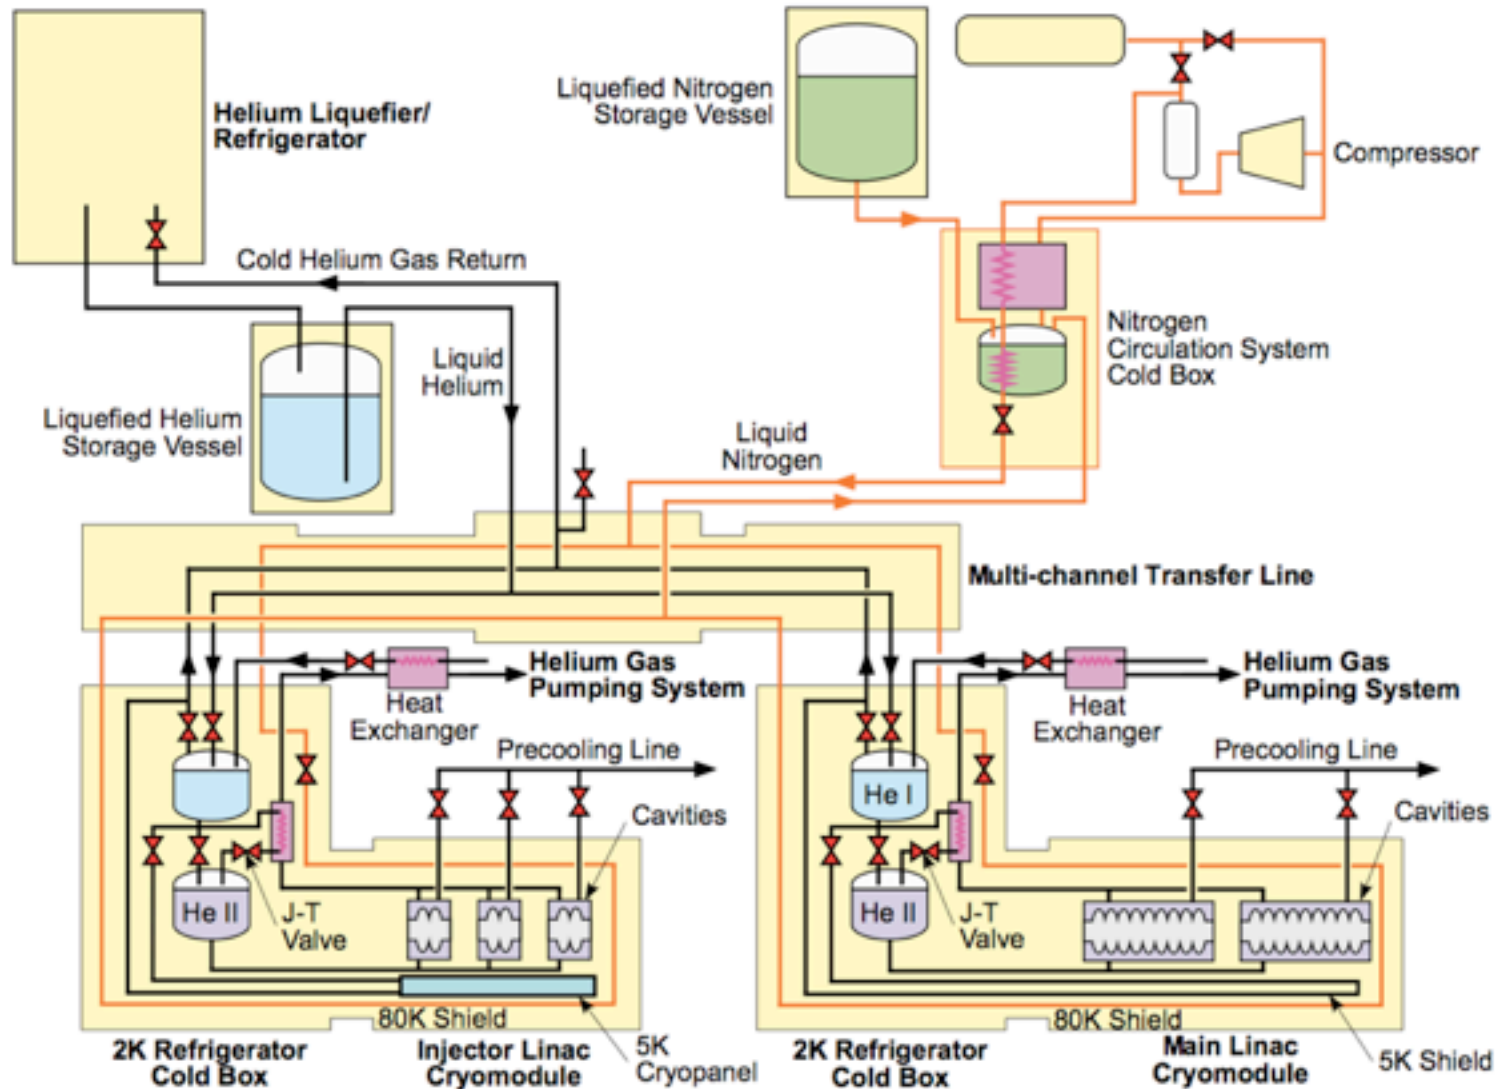 Helium Liquefier/
Refrigerator
Liquefied Nitrogen
Storage Vessel
Compressor
Cold Helium Gas Return
Liquid
Helium
Liquefied Helium
Storage Vessel
Nitrogen
Circulation System
Cold Box
Liquid
Nitrogen
Multi-channel Transfer Line
Helium Gas
Pumping System
Heat
Exchanger
Precooling Line
Cavities
He II
J-T
Valve
80K Shield
2K Refrigerator
Cold Box
Injector Linac
Cryomodule
5K
Cryopanel
Helium Gas
Pumping System
Heat
Exchanger
Precooling Line
He I
Cavities
He II
J-T
Valve
80K Shield
2K Refrigerator
Cold Box
Main Linac
Cryomodule
5K Shield